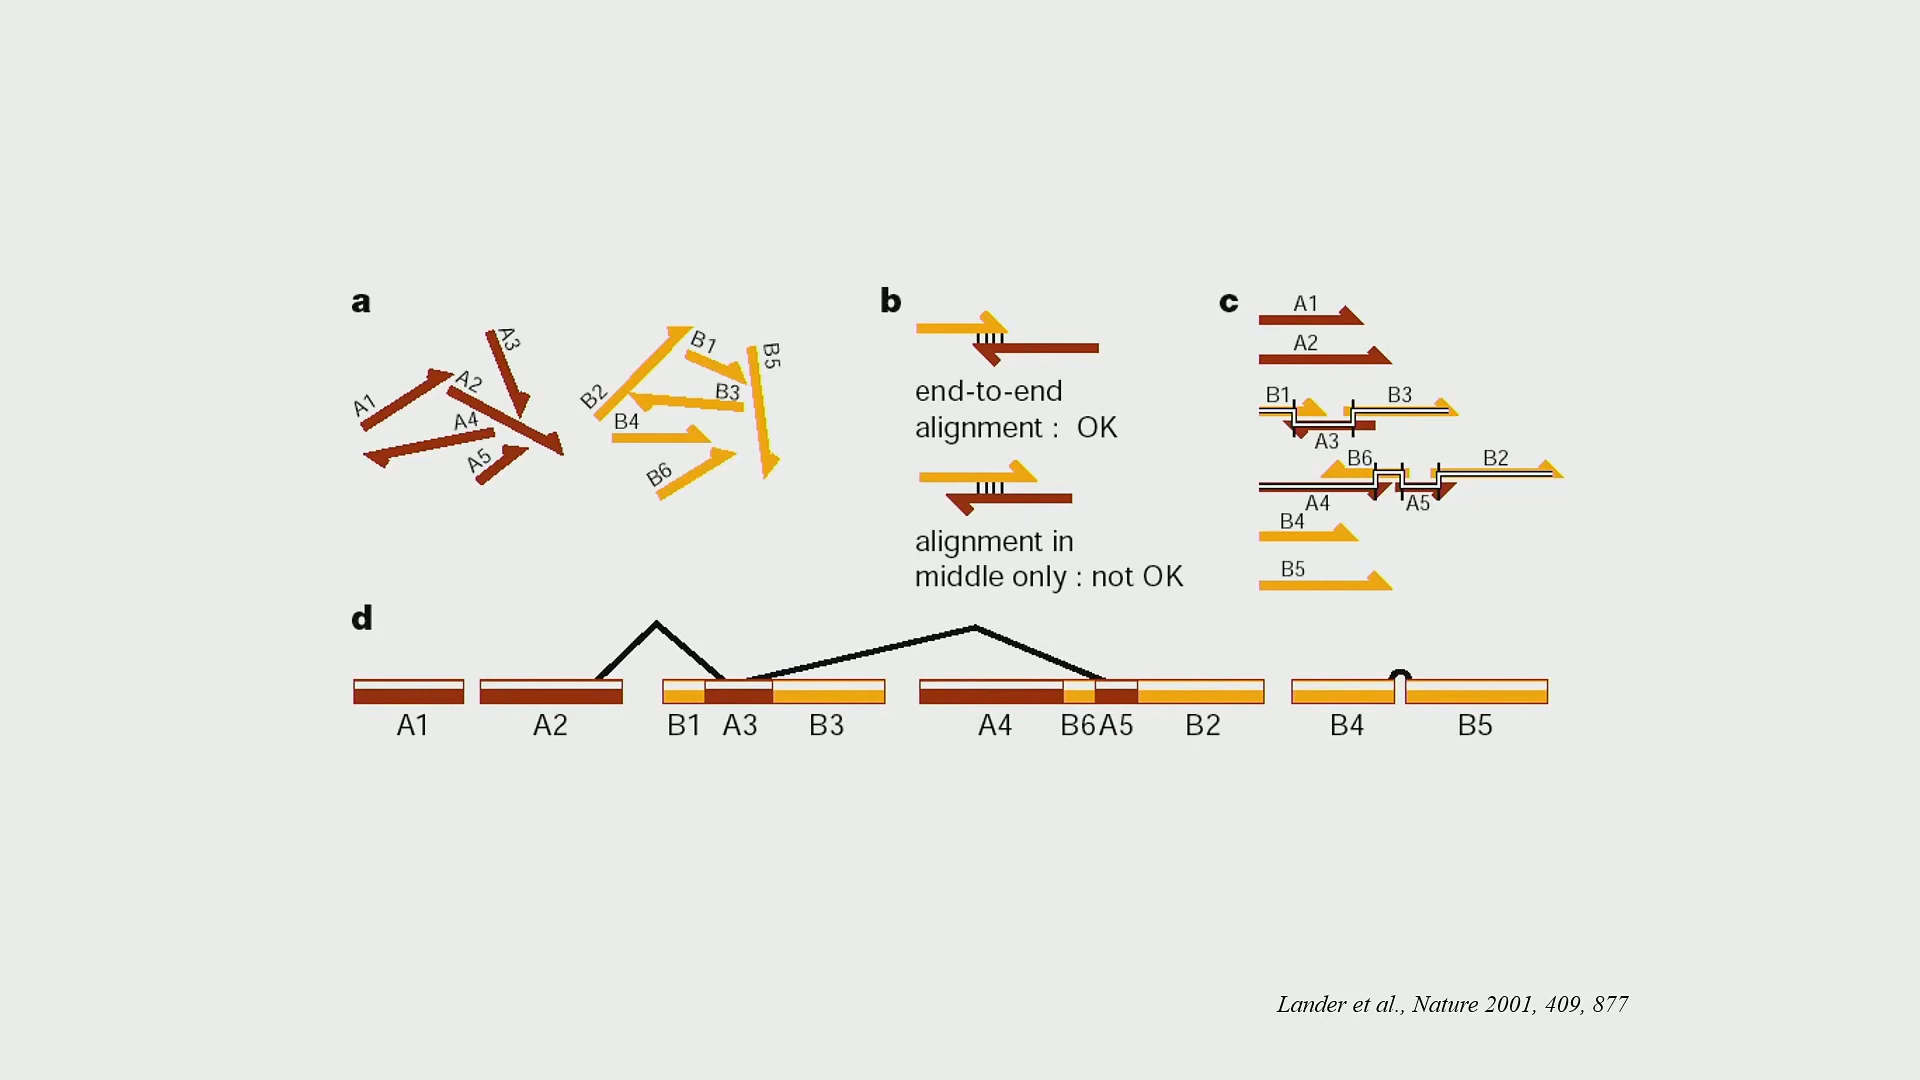 a
A1
A2
A3
A4
A5
B2
B1
B3
B4
B5
B6
b
end-to-end
alignment : OK
alignment in
middle only : not OK
c
A1
A2
B1 B3
A3
B6 B2
A4 A5
B4
B5
d
A1 A2 B1 A3 B3 A4 B6 A5 B2 B4 B5
Lander et al., Nature 2001, 409, 877